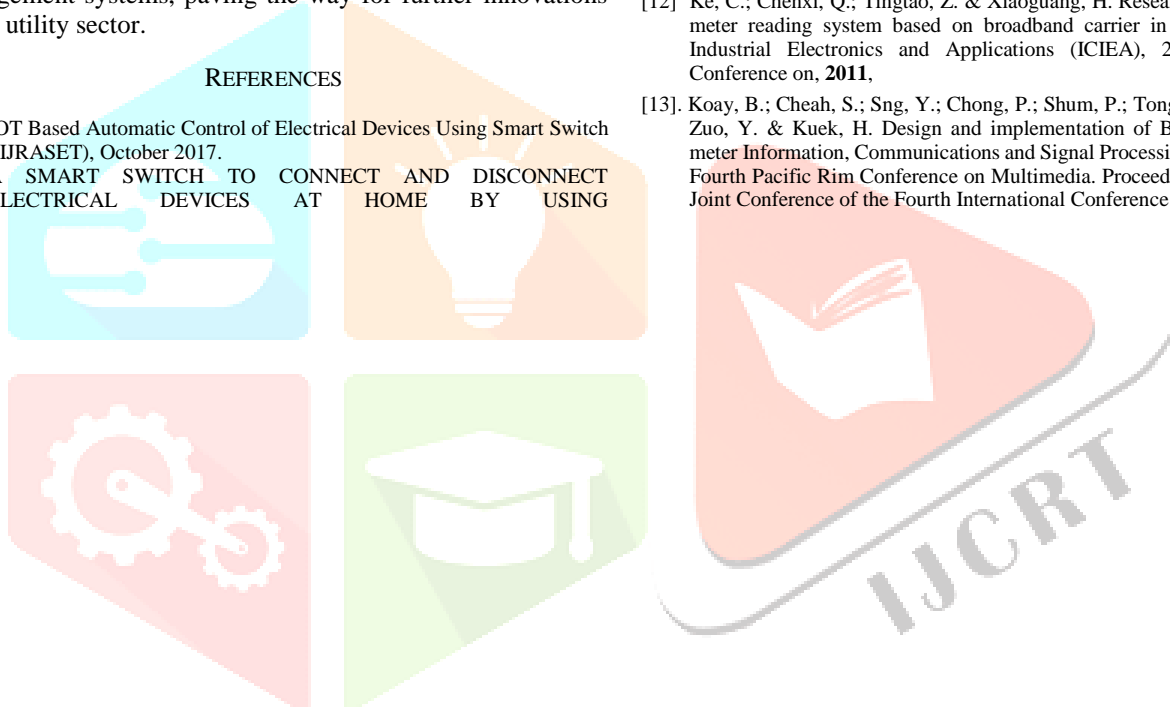 gement systems, paving the way for further innovations
utility sector.
REFERENCES
OT Based Automatic Control of Electrical Devices Using Smart Switch
IJRASET), October 2017.
A SMART SWITCH TO CONNECT AND DISCONNECT
LECTRICAL DEVICES AT HOME BY USING
[12] Ke, C.; Chenxi, Q.; Tingtao, Z. & Xiaoguang, H. Resea
meter reading system based on broadband carrier in
Industrial Electronics and Applications (ICIEA), 2
Conference on, 2011,
[13]. Koay, B.; Cheah, S.; Sng, Y.; Chong, P.; Shum, P.; Tong
Zuo, Y. & Kuek, H. Design and implementation of B
meter Information, Communications and Signal Processi
Fourth Pacific Rim Conference on Multimedia. Proceed
Joint Conference of the Fourth International Conference
IJCRT